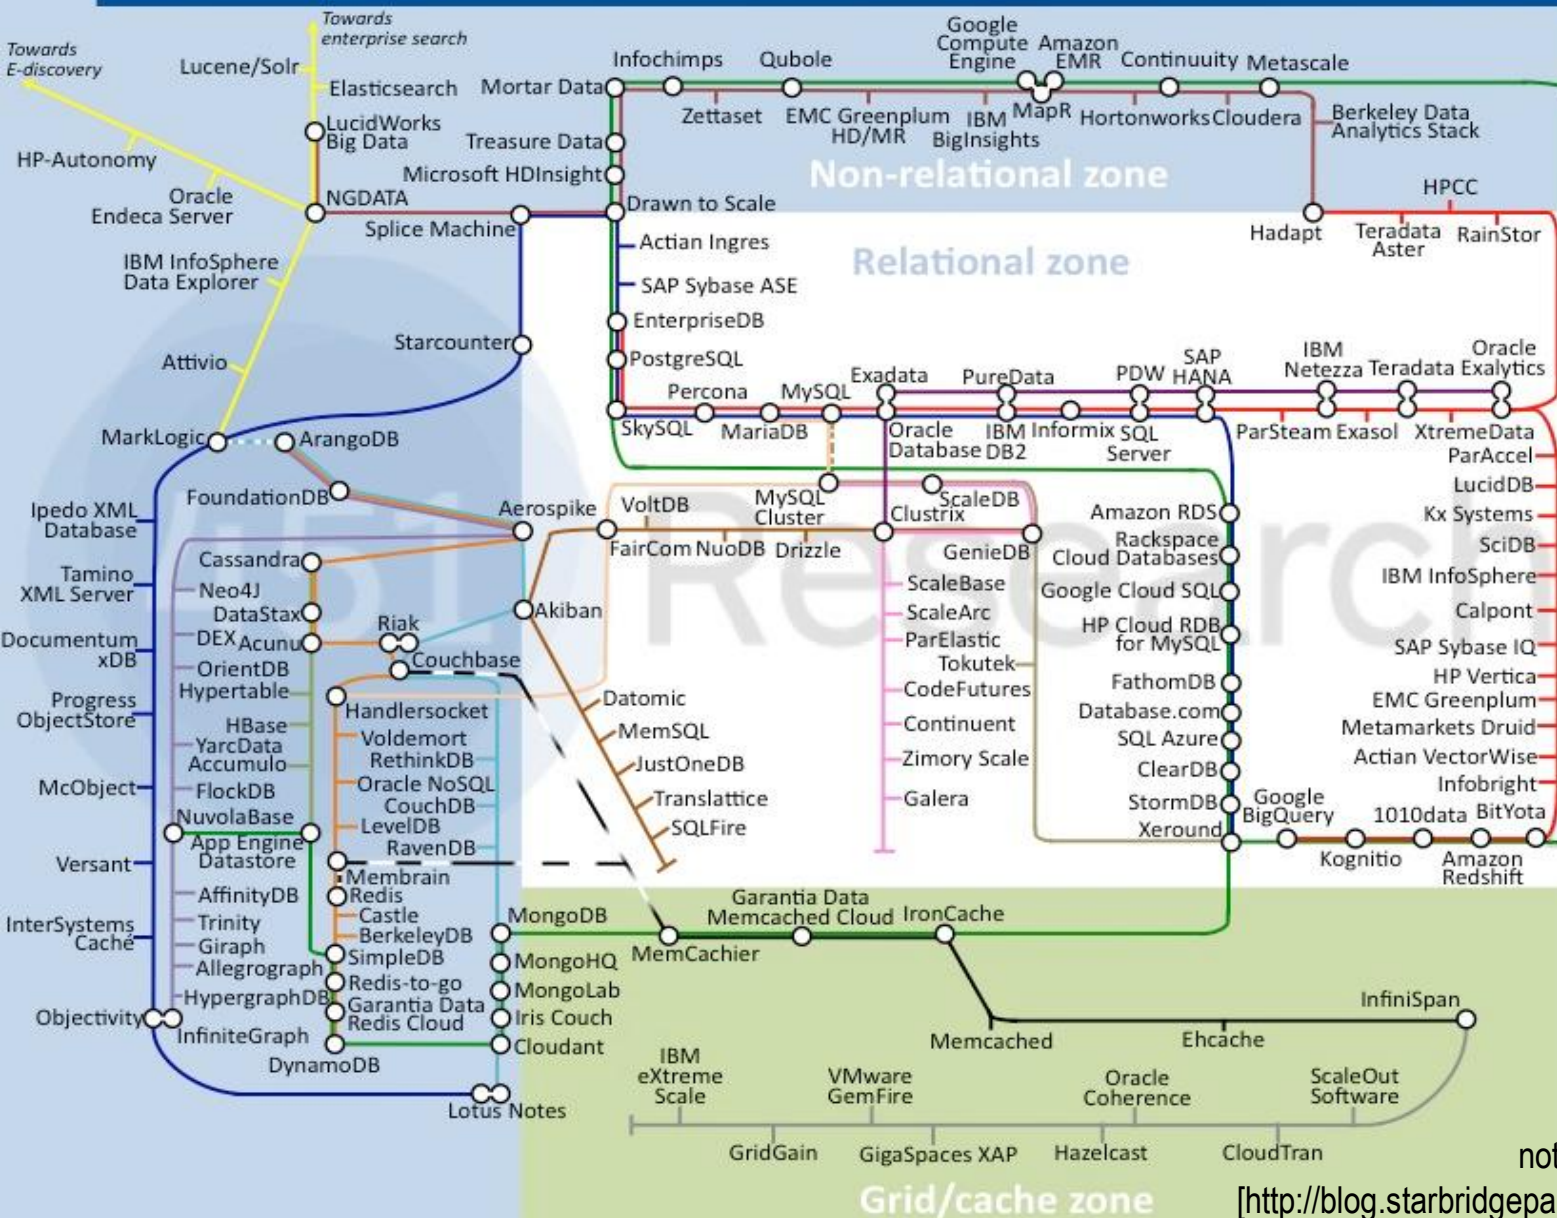 Towards
enterprise search
Towards
E-discovery
Lucene/Solr
Elasticsearch
LucidWorks
Big Data
HP-Autonomy
Oracle
Endeca Server
NGDATA
IBM InfoSphere
Data Explorer
Attivio
MarkLogic
ArangoDB
FoundationDB
Splice Machine
Starcounter
Mortar Data
Treasure Data
Microsoft HDInsight
Drawn to Scale
Infochimps
Qubole
Google
Compute
Engine
Amazon
EMR
Continuuity
Metascale
Zettaset
EMC Greenplum
HD/MR
IBM
BigInsights
MapR
Hortonworks
Cloudera
Berkeley Data
Analytics Stack
Non-relational zone
HPCC
Hadapt
Teradata
Aster
RainStor
Relational zone
Actian Ingres
SAP Sybase ASE
EnterpriseDB
PostgreSQL
Percona
MySQL
Exadata
PureData
PDW
SAP
HANA
IBM
Netezza
Teradata
Oracle
Exalytics
SkySQL
MariaDB
Oracle
Database
IBM
DB2
Informix
SQL
Server
ParSteam
Exasol
XtremeData
ParAccel
LucidDB
Kx Systems
SciDB
IBM InfoSphere
Calpont
SAP Sybase IQ
HP Vertica
EMC Greenplum
Metamarkets Druid
Actian VectorWise
Infobright
451 Research
Aerospike
VoltDB
MySQL
Cluster
ScaleDB
Clustrix
FairCom
NuoDB
Drizzle
GenieDB
Akiban
ScaleBase
ScaleArc
ParElastic
Tokutek
CodeFutures
Continuent
Zimory Scale
Galera
Datomic
MemSQL
JustOneDB
Translattice
SQLFire
Amazon RDS
Rackspace
Cloud Databases
Google Cloud SQL
HP Cloud RDB
for MySQL
FathomDB
Database.com
SQL Azure
ClearDB
StormDB
Xeround
Google
BigQuery
1010data
BitYota
Kognitio
Amazon
Redshift
Ipedo XML
Database
Tamino
XML Server
Documentum
xDB
Progress
ObjectStore
McObject
Versant
InterSystems
Caché
Objectivity
Cassandra
Neo4J
DataStax
DEX
Acunu
OrientDB
Hypertable
HBase
YarcData
Accumulo
FlockDB
NuvolaBase
App Engine
Datastore
AffinityDB
Trinity
Giraph
Allegrograph
HypergraphDB
InfiniteGraph
Riak
Couchbase
Handlersocket
Voldemort
RethinkDB
Oracle NoSQL
CouchDB
LevelDB
RavenDB
Membrain
Redis
Castle
BerkeleyDB
SimpleDB
Redis-to-go
Garantia Data
Redis Cloud
DynamoDB
MongoDB
MongoHQ
MongoLab
Iris Couch
Cloudant
Lotus Notes
MemCachier
Garantia Data
Memcached Cloud
IronCache
Memcached
Ehcache
InfiniSpan
IBM
eXtreme
Scale
VMware
GemFire
Oracle
Coherence
ScaleOut
Software
GridGain
GigaSpaces XAP
Hazelcast
CloudTran
Grid/cache zone
not
[http://blog.starbridgepa